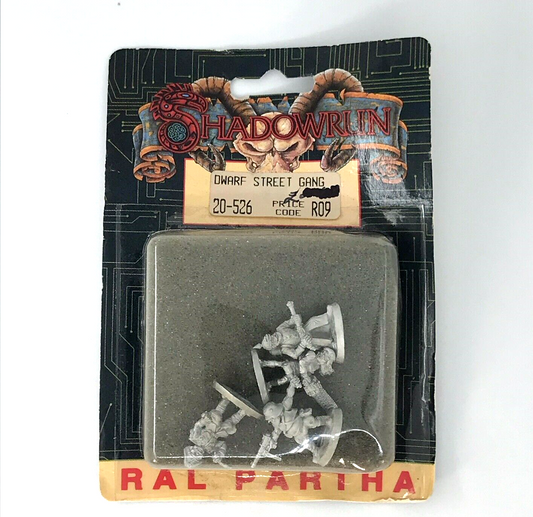 SHADOWRUN
DWARF STREET GANG
20-526 PRICE CODE R09
RAL PARTHA